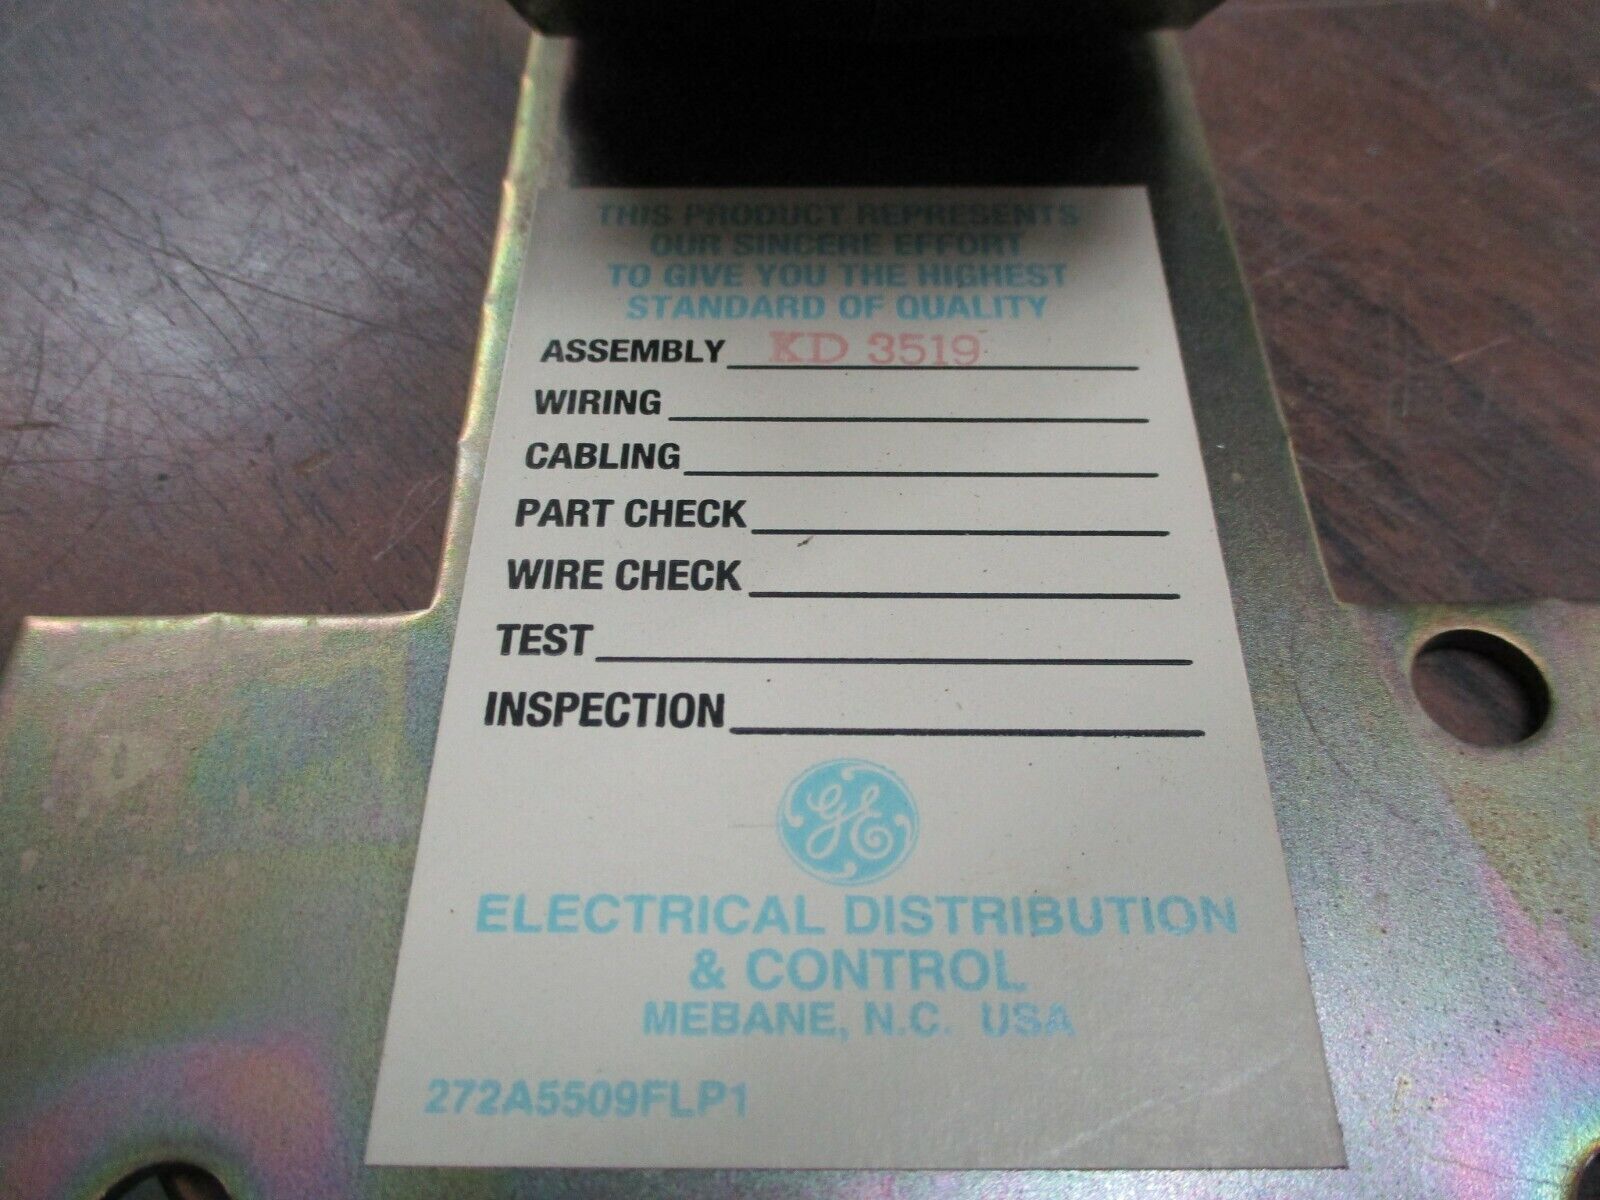 THIS PRODUCT REPRESENTS
OUR SINCERE EFFORT
TO GIVE YOU THE HIGHEST
STANDARD OF QUALITY
ASSEMBLY KD 3519
WIRING
CABLING
PART CHECK
WIRE CHECK
TEST
INSPECTION
GE
ELECTRICAL DISTRIBUTION
& CONTROL
MEBANE, N.C. USA
272A5509FLP1